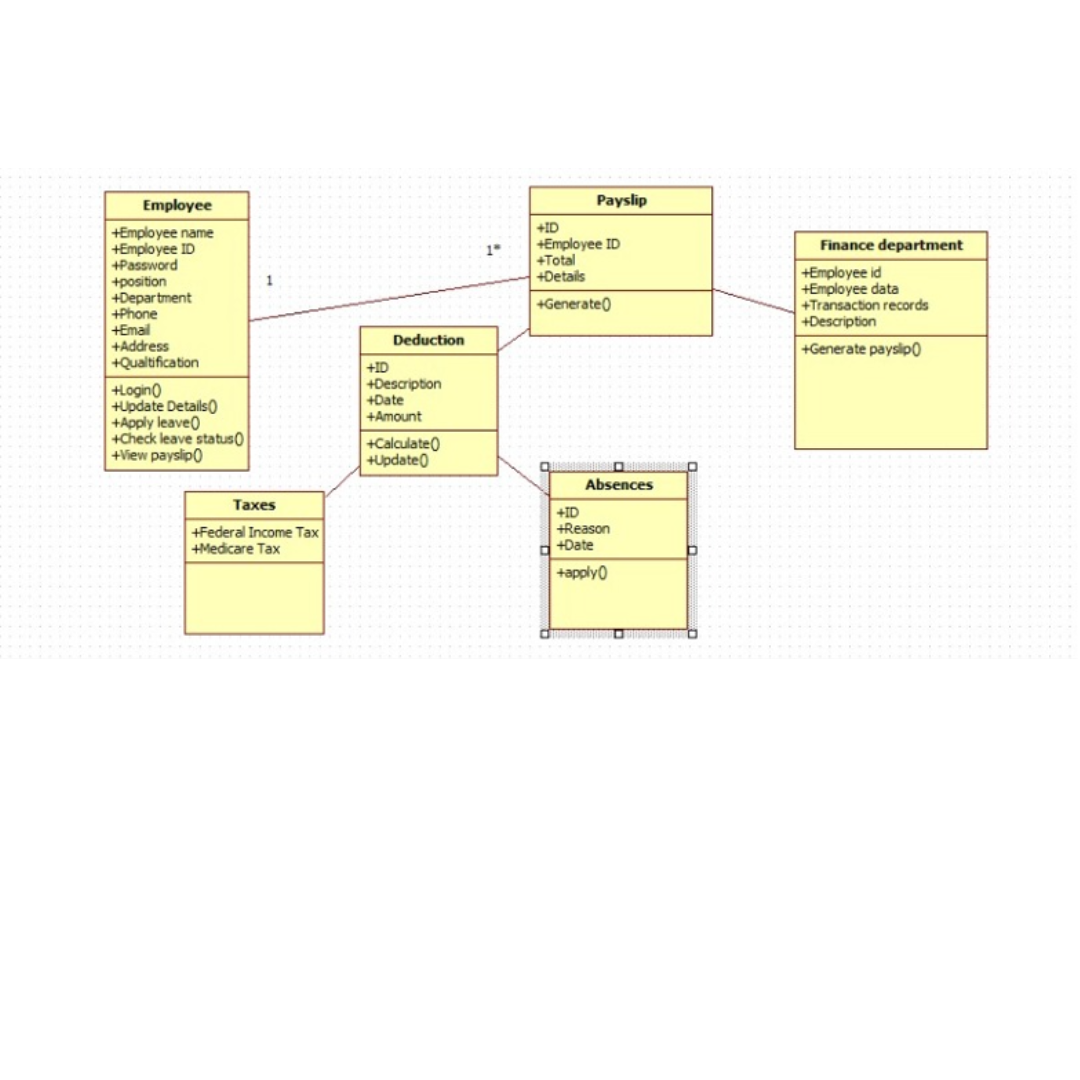 Employee
+Employee name
+Employee ID
+Password
+position
+Department
+Phone
+Email
+Address
+Qualtification
+Login()
+Update Details()
+Apply leave()
+Check leave status()
+View payslip()
1
1*
Payslip
+ID
+Employee ID
+Total
+Details
+Generate()
Finance department
+Employee id
+Employee data
+Transaction records
+Description
+Generate payslip()
Deduction
+ID
+Description
+Date
+Amount
+Calculate()
+Update()
Taxes
+Federal Income Tax
+Medicare Tax
Absences
+ID
+Reason
+Date
+apply()